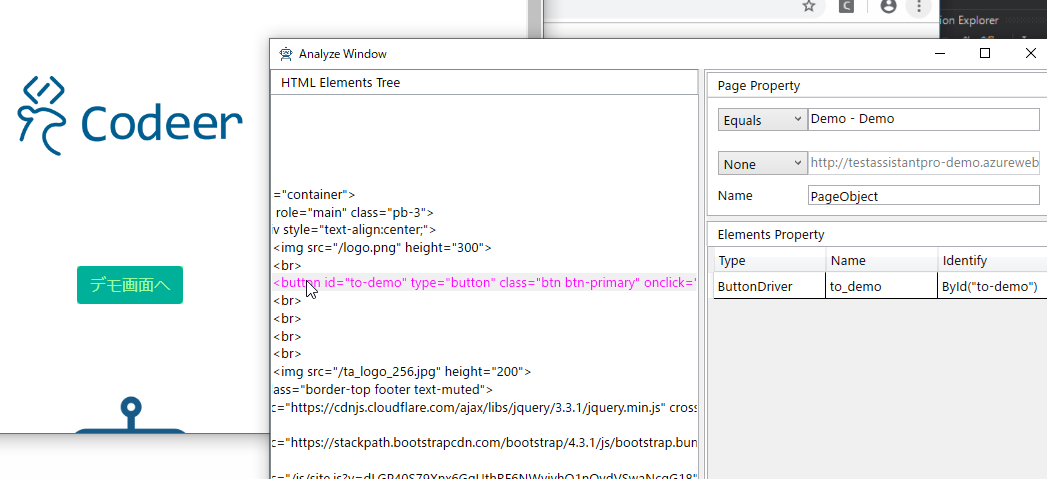 C
ion Explorer
Codeer
デモ画面へ
Analyze Window
HTML Elements Tree
="container">
role="main" class="pb-3">
v style="text-align:center;">
<img src="/logo.png" height="300">
<br>
<button id="to-demo" type="button" class="btn btn-primary" onclick="
<br>
<br>
<br>
<br>
<img src="/ta_logo_256.jpg" height="200">
ass="border-top footer text-muted">
c="https://cdnjs.cloudflare.com/ajax/libs/jquery/3.3.1/jquery.min.js" cross
c="https://stackpath.bootstrapcdn.com/bootstrap/4.3.1/js/bootstrap.bun
Page Property
Equals Demo - Demo
None http://testassistantpro-demo.azureweb
Name PageObject
Elements Property
Type Name Identify
ButtonDriver to_demo ById("to-demo")